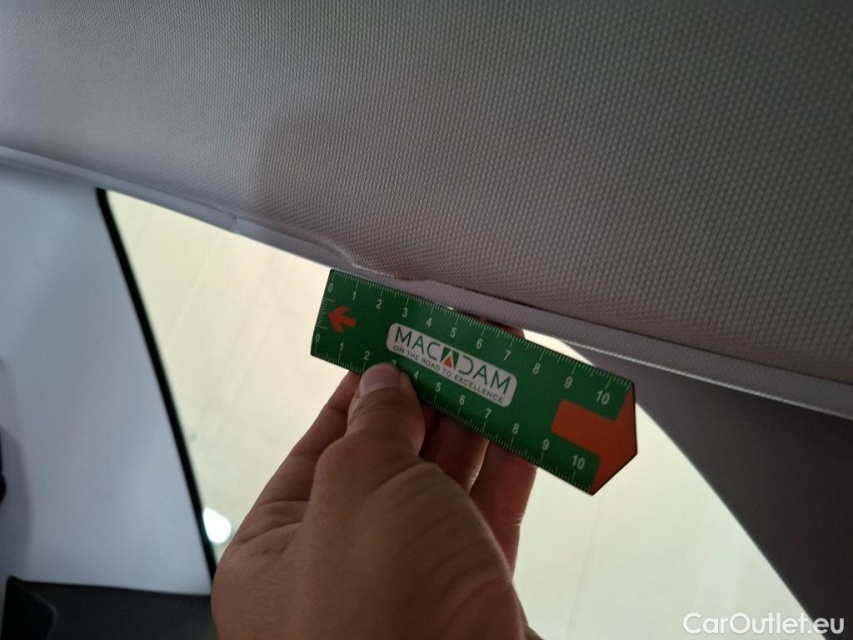 0 1 2 3 4 5 6 7 8 9 10
MACADAM
ON THE ROAD TO EXCELLENCE
0 1 2 3 4 5 6 7 8 9 10
CarOutlet.eu